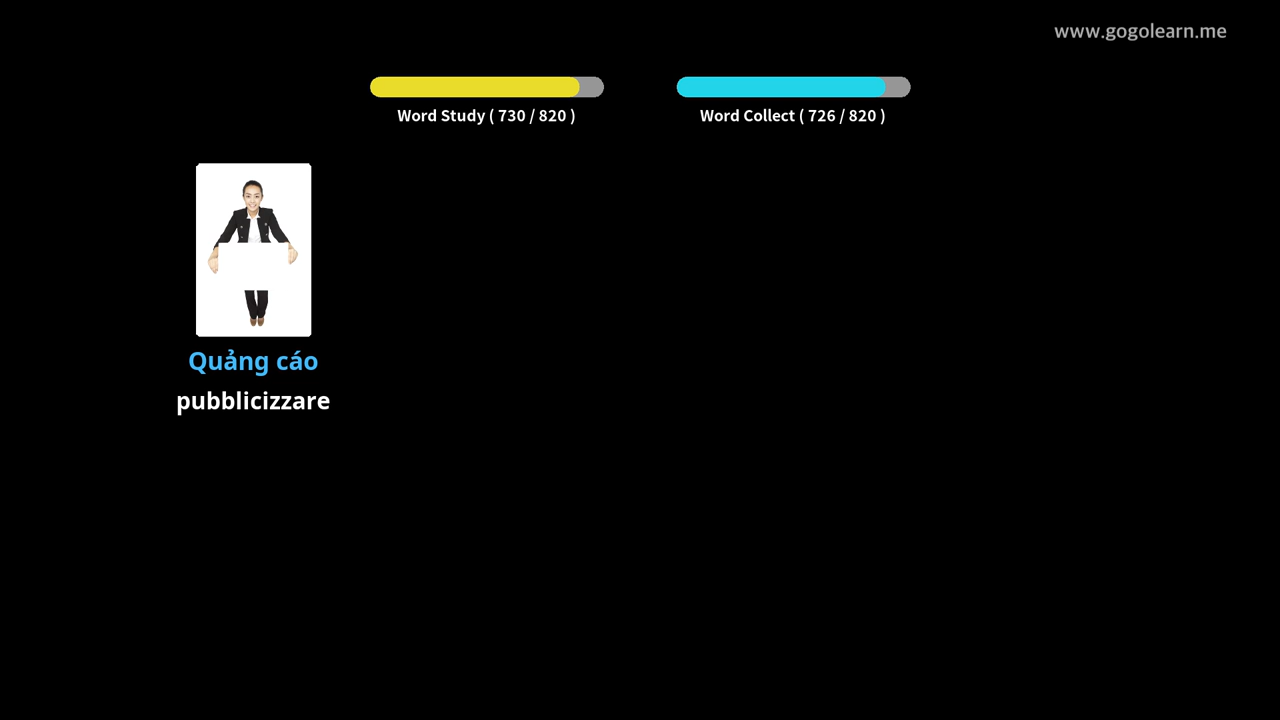 www.gogolearn.me
Word Study ( 730 / 820 )
Word Collect ( 726 / 820 )
Quảng cáo
pubblicizzare